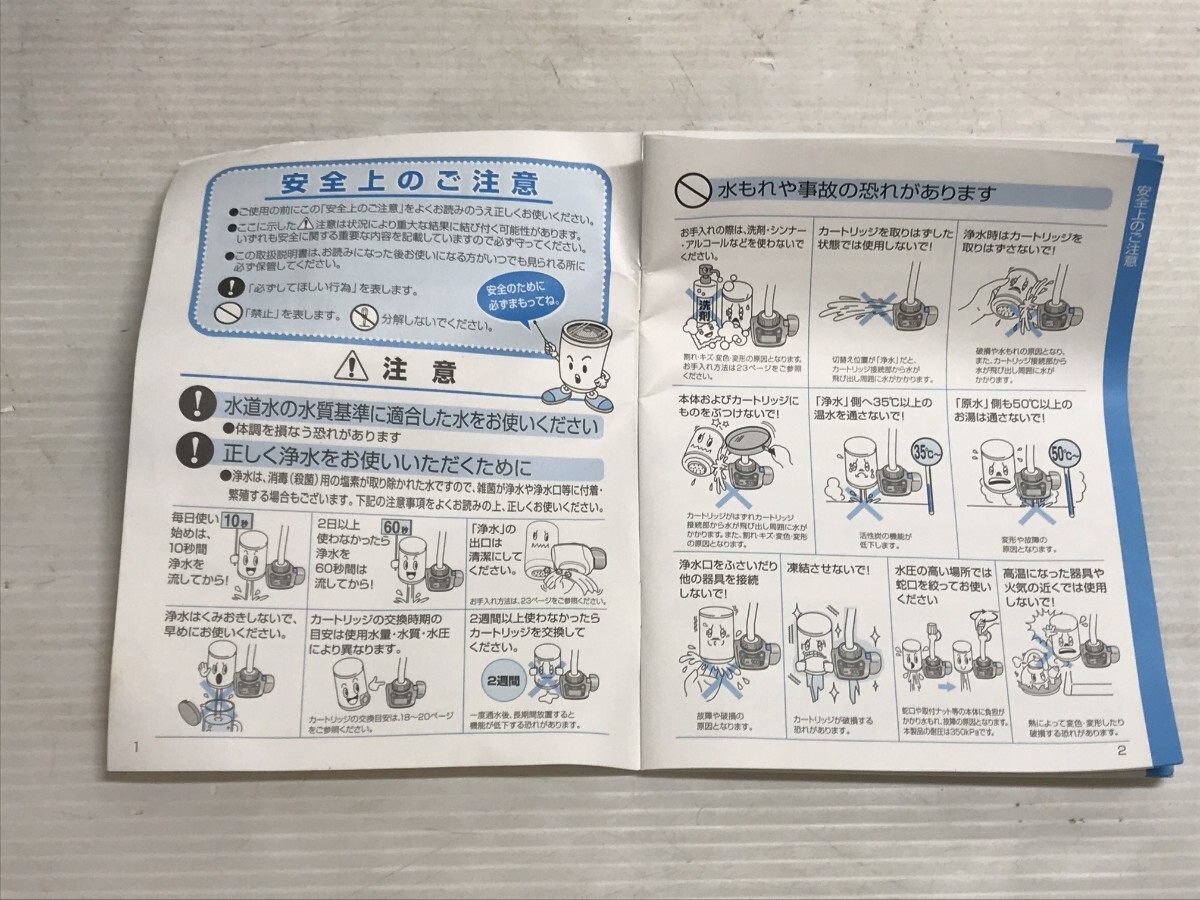 安全上のご注意
●ご使用の前にこの「安全上のご注意」をよくお読みのうえ正しくお使いください。
●ここに示した⚠注意は状況により重大な結果に結び付く可能性があります。
いずれも安全に関する重要な内容を記載していますので必ず守ってください。
●この取扱説明書は、お読みになった後お使いになる方がいつでも見られる所に
必ず保管してください。
「必ずしてほしい行為」を表します。
「禁止」を表します。
分解しないでください。
安全のために
必ずまもってね。
⚠ 注意
水道水の水質基準に適合した水をお使いください
●体調を損なう恐れがあります
正しく浄水をお使いいただくために
●浄水は、消毒(殺菌)用の塩素が取り除かれた水ですので、雑菌が浄水や浄水口等に付着・
繁殖する場合もございます。下記の注意事項をよくお読みの上、正しくお使いください。
毎日使い
始めは、
10秒間
浄水を
流してから!
10秒
2日以上
使わなかったら
浄水を
60秒間は
流してから!
60秒
「浄水」の
出口は
清潔にして
ください。
お手入れ方法は、23ページをご参照ください。
浄水はくみおきしないで、
早めにお使いください。
カートリッジの交換時期の
目安は使用水量・水質・水圧
により異なります。
カートリッジの交換目安は、18〜20ページ
をご参照ください。
2週間以上使わなかったら
カートリッジを交換して
ください。
2週間
一度通水後、長期間放置すると
機能が低下する恐れがあります。
1
水もれや事故の恐れがあります
お手入れの際は、洗剤・シンナー
・アルコールなどを使わないで
ください。
洗剤
割れ・キズ・変色・変形の原因となります。
お手入れ方法は23ページをご参照
ください。
カートリッジを取りはずした
状態では使用しないで!
切替え位置が「浄水」だと、
カートリッジ接続部から水が
飛び出し周囲に水がかかります。
浄水時はカートリッジを
取りはずさないで!
破損や水もれの原因となり、
また、カートリッジ接続部から
水が飛び出し周囲に水が
かかります。
本体およびカートリッジに
ものをぶつけないで!
カートリッジがはずれカートリッジ
接続部から水が飛び出し周囲に水が
かかります。また、割れ・キズ・変色・変形
の原因となります。
「浄水」側へ35℃以上の
温水を通さないで!
35℃〜
活性炭の機能が
低下します。
「原水」側も50℃以上の
お湯は通さないで!
50℃〜
変形や故障の
原因となります。
浄水口をふさいだり
他の器具を接続
しないで!
故障や破損の
原因となります。
凍結させないで!
カートリッジが破損する
恐れがあります。
水圧の高い場所では
蛇口を絞ってお使い
ください
蛇口や取付ナット等の本体に負担が
かかり水もれ、故障の原因となります。
本製品の耐圧は350kPaです。
高温になった器具や
火気の近くでは使用
しないで!
熱によって変色・変形したり
破損する恐れがあります。
2
安全上のご注意